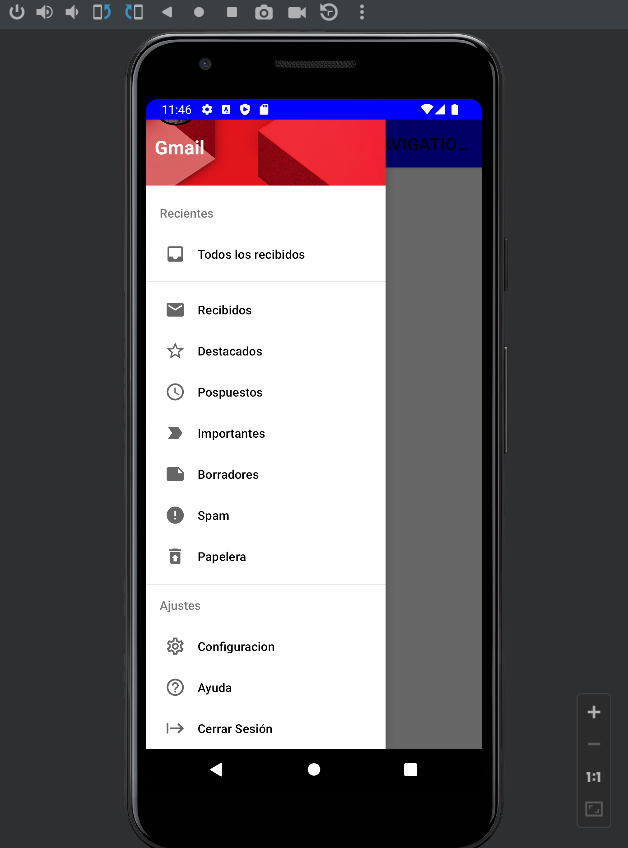 11:46
Gmail
AVIGATIO...
Recientes
Todos los recibidos
Recibidos
Destacados
Pospuestos
Importantes
Borradores
Spam
Papelera
Ajustes
Configuracion
Ayuda
Cerrar Sesión
1:1